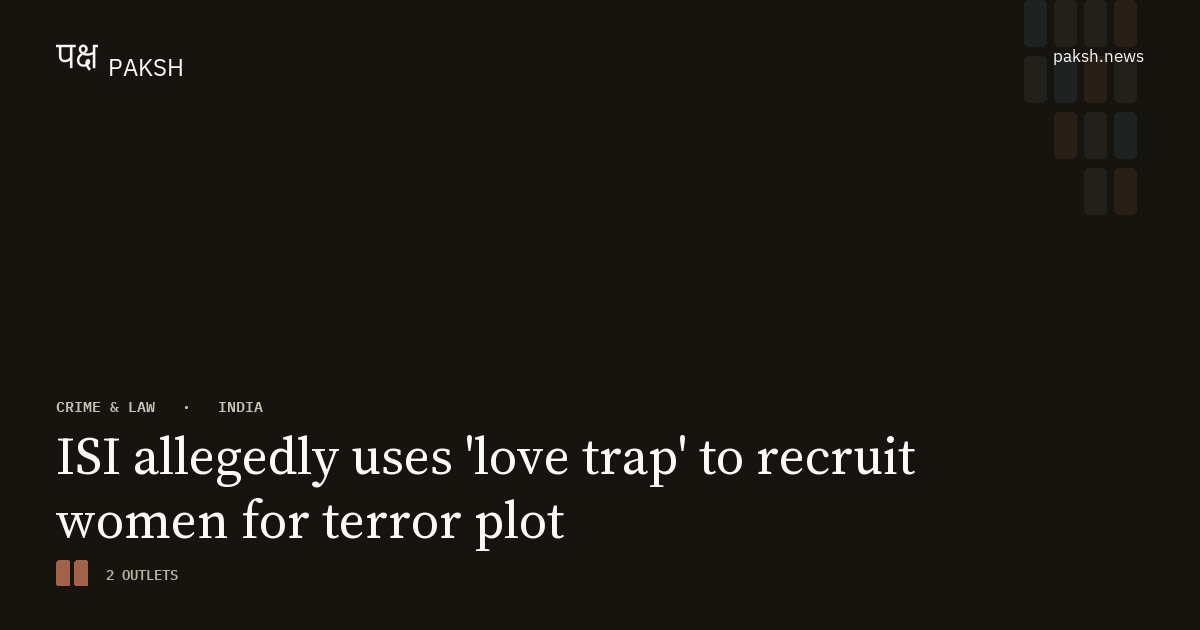 पक्ष PAKSH
paksh.news
CRIME & LAW · INDIA
ISI allegedly uses 'love trap' to recruit
women for terror plot
2 OUTLETS